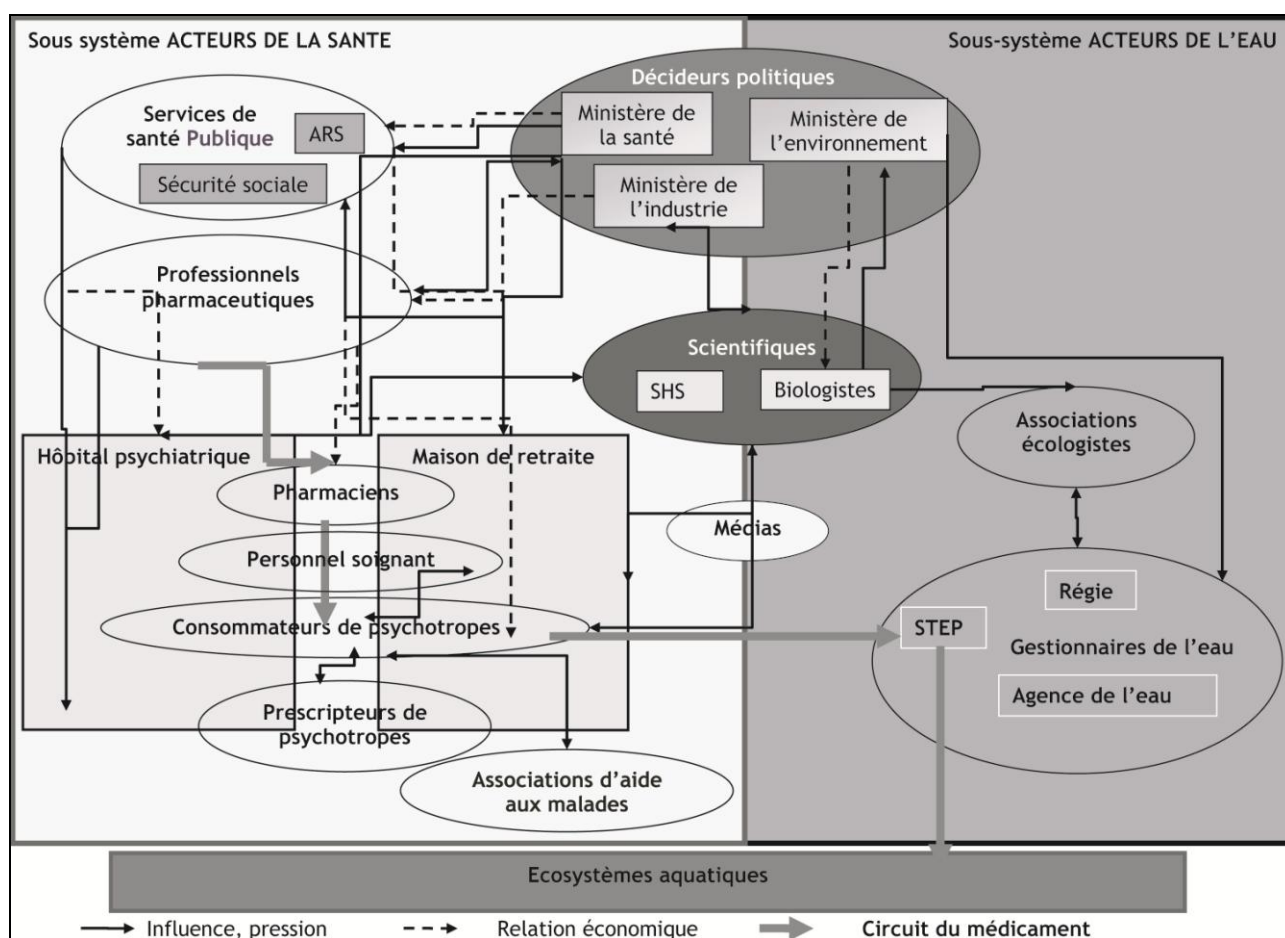 Sous système ACTEURS DE LA SANTE
Sous-système ACTEURS DE L’EAU
Décideurs politiques
Services de
santé Publique
ARS
Sécurité sociale
Ministère de
la santé
Ministère de
l’environnement
Ministère de
l’industrie
Professionnels
pharmaceutiques
Scientifiques
SHS
Biologistes
Associations
écologistes
Hôpital psychiatrique
Maison de retraite
Pharmaciens
Médias
Personnel soignant
Consommateurs de psychotropes
Régie
STEP
Gestionnaires de l’eau
Agence de l’eau
Prescripteurs de
psychotropes
Associations d’aide
aux malades
Ecosystèmes aquatiques
Influence, pression
Relation économique
Circuit du médicament